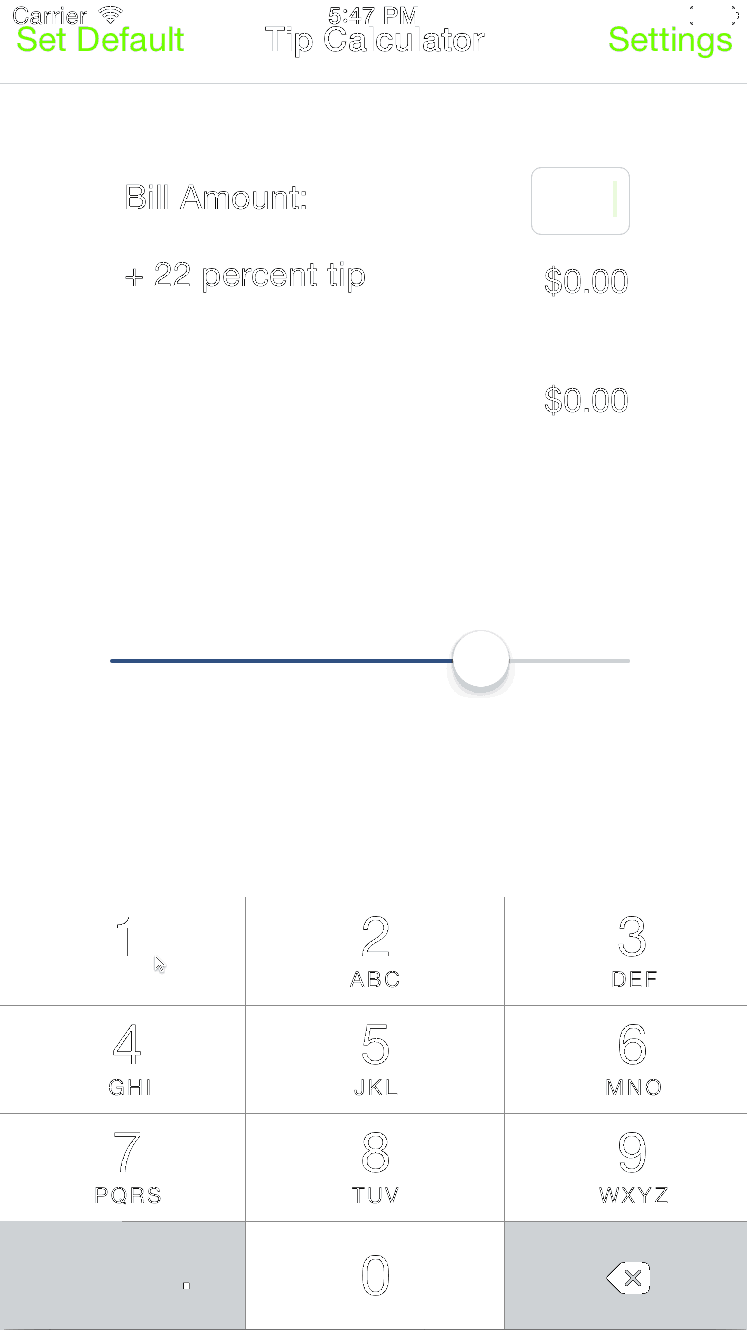 Carrier 5:47 PM
Set Default Tip Calculator Settings
Bill Amount:
+ 22 percent tip $0.00
$0.00
1 2 3
ABC DEF
4 5 6
GHI JKL MNO
7 8 9
PQRS TUV WXYZ
. 0